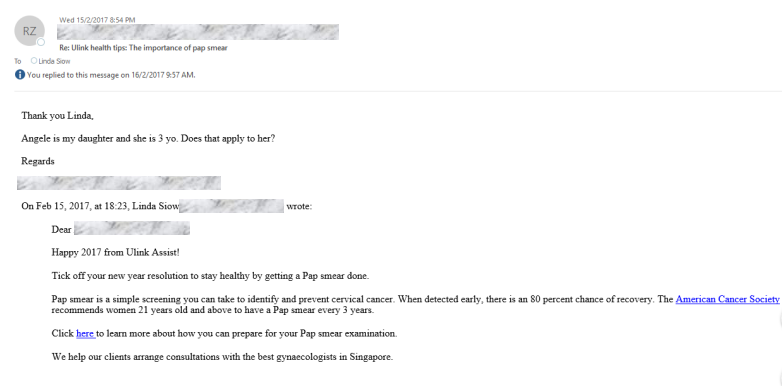 RZ
Wed 15/2/2017 8:54 PM
Re: Ulink health tips: The importance of pap smear
To Linda Siow
You replied to this message on 16/2/2017 9:57 AM.
Thank you Linda,
Angele is my daughter and she is 3 yo. Does that apply to her?
Regards
On Feb 15, 2017, at 18:23, Linda Siow wrote:
Dear
Happy 2017 from Ulink Assist!
Tick off your new year resolution to stay healthy by getting a Pap smear done.
Pap smear is a simple screening you can take to identify and prevent cervical cancer. When detected early, there is an 80 percent chance of recovery. The American Cancer Society
recommends women 21 years old and above to have a Pap smear every 3 years.
Click here to learn more about how you can prepare for your Pap smear examination.
We help our clients arrange consultations with the best gynaecologists in Singapore.